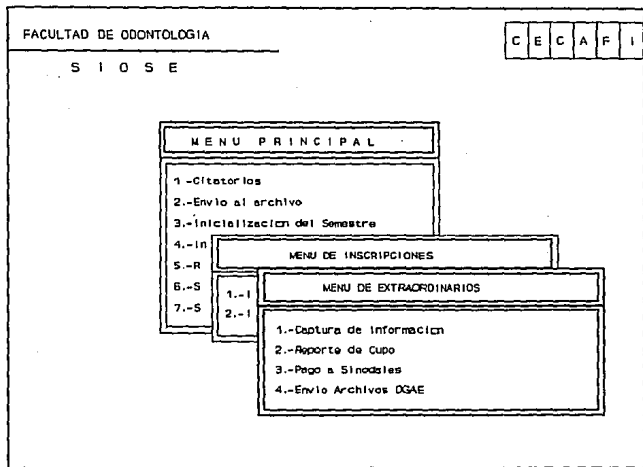 FACULTAD DE ODONTOLOGIA
C E C A F I
S I O S E
MENU PRINCIPAL
1.-Citatorios
2.-Envio al archivo
3.-Inicializacion del Semestre
4.-In
5.-R
6.-S
7.-S
MENU DE INSCRIPCIONES
1.-I
2.-I
MENU DE EXTRAORDINARIOS
1.-Captura de Informacion
2.-Reporte de Cupo
3.-Pago a Sinodales
4.-Envio Archivos DGAE